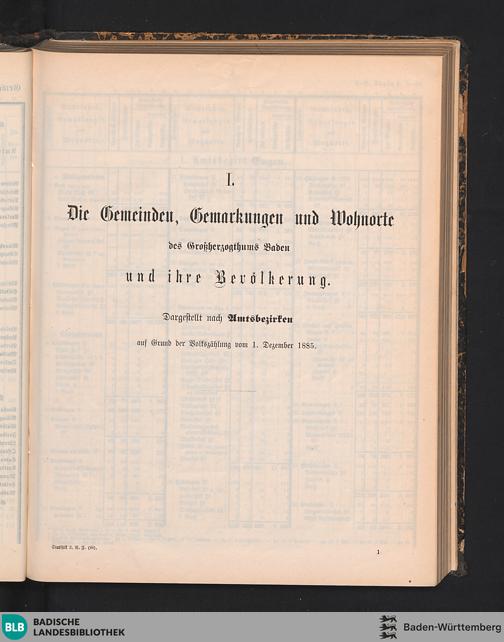 I.
Die Gemeinden, Gemarkungen und Wohnorte
des Großherzogthums Baden
und ihre Bevölkerung.
Dargestellt nach Amtsbezirken
auf Grund der Volkszählung vom 1. Dezember 1885.
1
BLB BADISCHE
LANDESBIBLIOTHEK
Baden-Württemberg